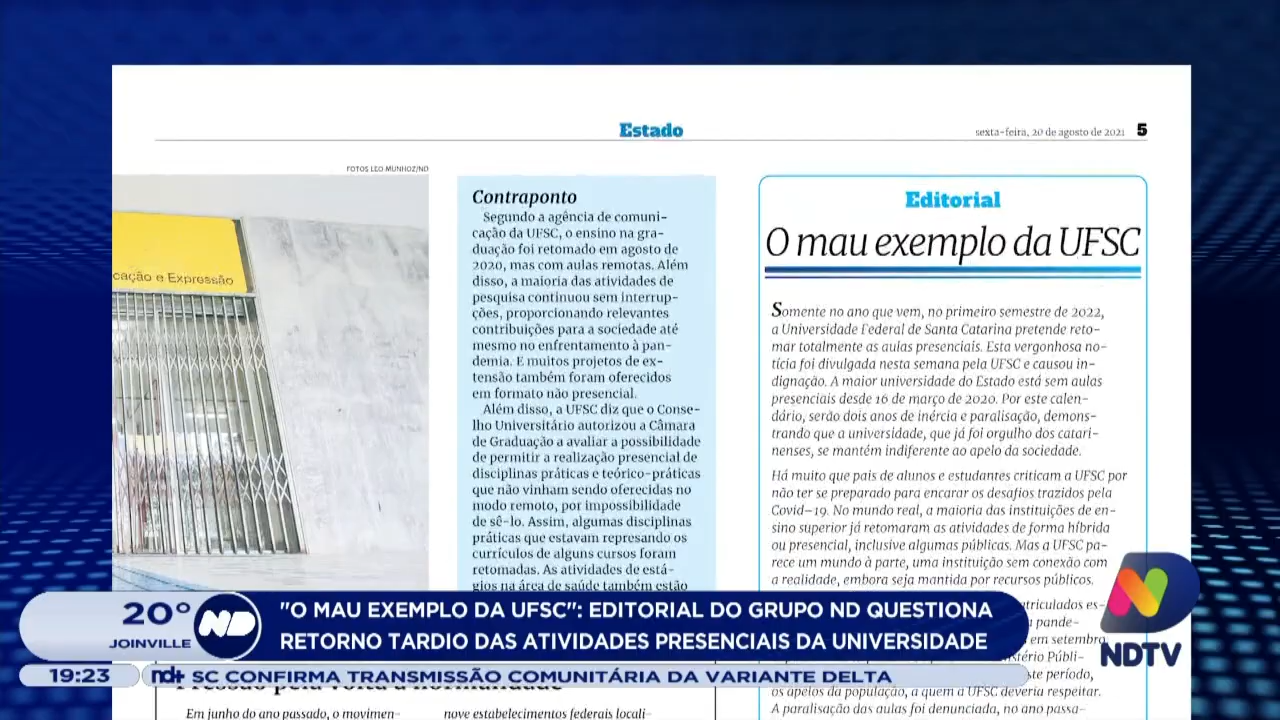 Estado
sexta-feira, 20 de agosto de 2021 5
FOTOS LEO MUNHOZ/ND
cação e Expressão
Contraponto
Segundo a agência de comuni-
cação da UFSC, o ensino na gra-
duação foi retomado em agosto de
2020, mas com aulas remotas. Além
disso, a maioria das atividades de
pesquisa continuou sem interrup-
ções, proporcionando relevantes
contribuições para a sociedade até
mesmo no enfrentamento à pan-
demia. E muitos projetos de ex-
tensão também foram oferecidos
em formato não presencial.
Além disso, a UFSC diz que o Conse-
lho Universitário autorizou a Câmara
de Graduação a avaliar a possibilidade
de permitir a realização presencial de
disciplinas práticas e teórico-práticas
que não vinham sendo oferecidas no
modo remoto, por impossibilidade
de sê-lo. Assim, algumas disciplinas
práticas que estavam represando os
currículos de alguns cursos foram
retomadas. As atividades de está-
gios na área de saúde também estão
Editorial
O mau exemplo da UFSC
Somente no ano que vem, no primeiro semestre de 2022,
a Universidade Federal de Santa Catarina pretende reto-
mar totalmente as aulas presenciais. Esta vergonhosa no-
tícia foi divulgada nesta semana pela UFSC e causou in-
dignação. A maior universidade do Estado está sem aulas
presenciais desde 16 de março de 2020. Por este calen-
dário, serão dois anos de inércia e paralisação, demons-
trando que a universidade, que já foi orgulho dos catari-
nenses, se mantém indiferente ao apelo da sociedade.
Há muito que pais de alunos e estudantes criticam a UFSC por
não ter se preparado para encarar os desafios trazidos pela
Covid-19. No mundo real, a maioria das instituições de en-
sino superior já retomaram as atividades de forma híbrida
ou presencial, inclusive algumas públicas. Mas a UFSC pa-
rece um mundo à parte, uma instituição sem conexão com
a realidade, embora seja mantida por recursos públicos.
atriculados es-
a pande-
em setembro
istério Públi-
ste período,
os apelos da população, a quem a UFSC deveria respeitar.
A paralisação das aulas foi denunciada, no ano passa-
20º
JOINVILLE
ND
"O MAU EXEMPLO DA UFSC": EDITORIAL DO GRUPO ND QUESTIONA
RETORNO TARDIO DAS ATIVIDADES PRESENCIAIS DA UNIVERSIDADE
NDTV
19:23
nd+ SC CONFIRMA TRANSMISSÃO COMUNITÁRIA DA VARIANTE DELTA
Pressão pela volta à normalidade
Em junho do ano passado, o movimen-
nove estabelecimentos federais locali-